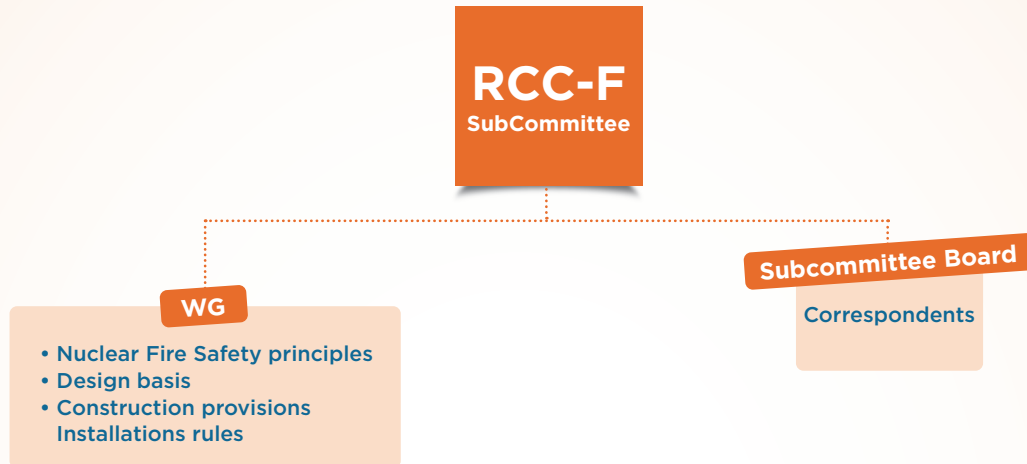 RCC-F
SubCommittee
WG
• Nuclear Fire Safety principles
• Design basis
• Construction provisions
Installations rules
Subcommittee Board
Correspondents